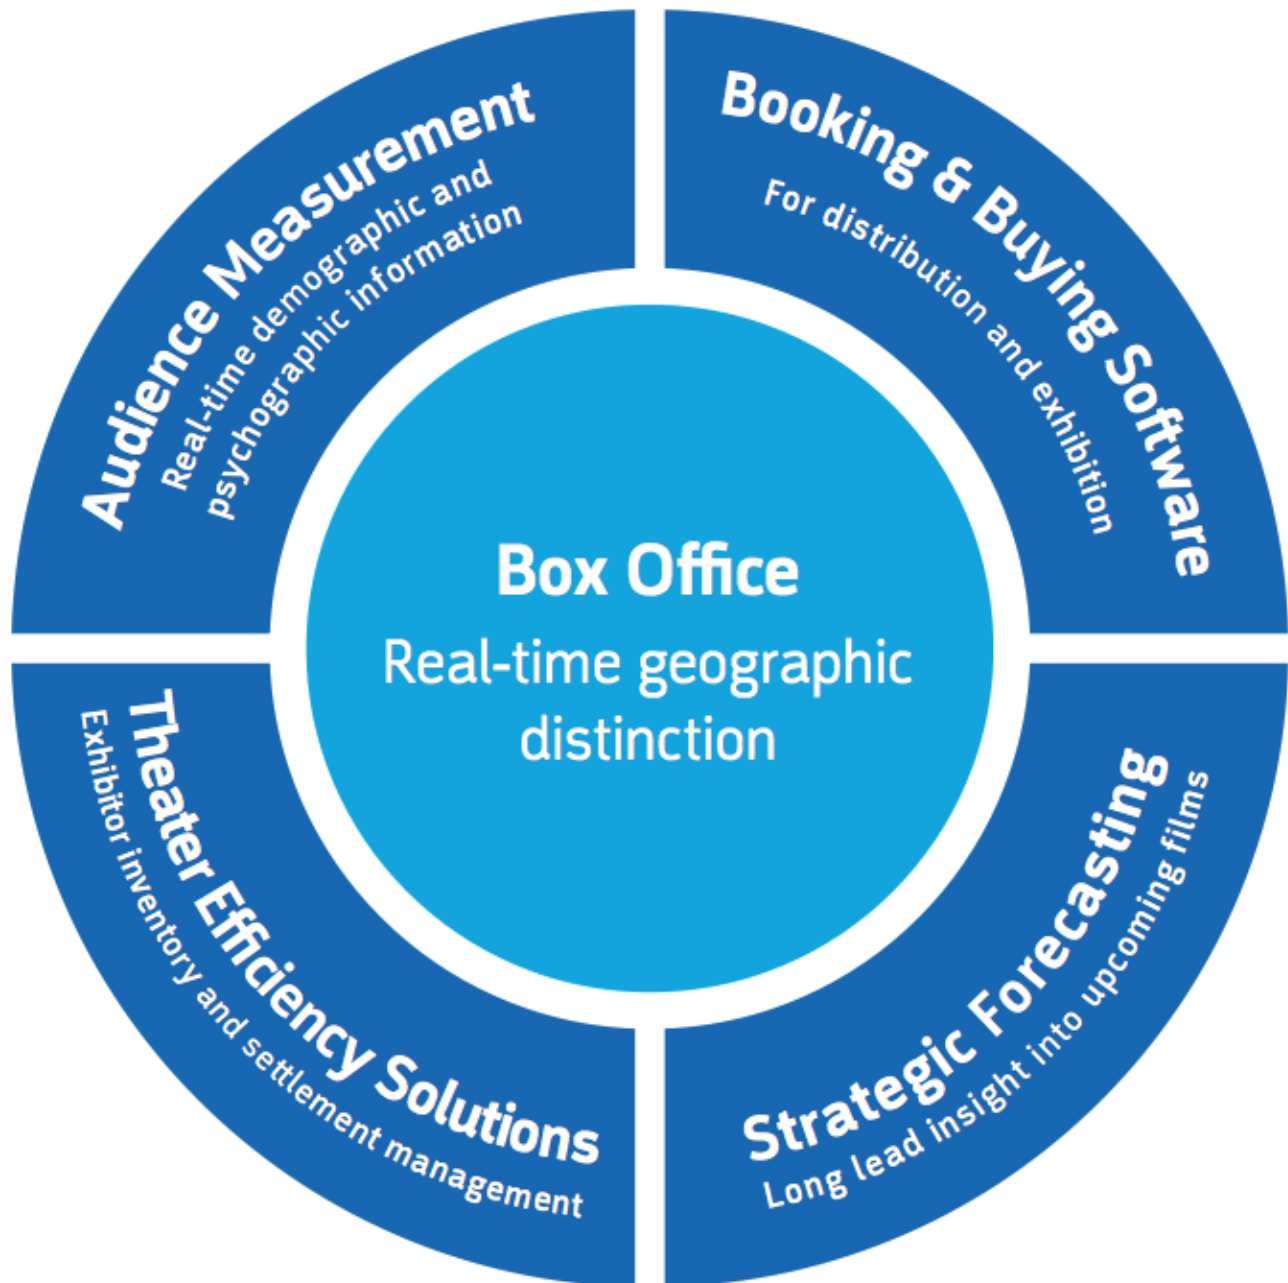 Audience Measurement
Real-time demographic and
psychographic information
Booking & Buying Software
For distribution and exhibition
Box Office
Real-time geographic
distinction
Theater Efficiency Solutions
Exhibitor inventory and settlement management
Strategic Forecasting
Long lead insight into upcoming films